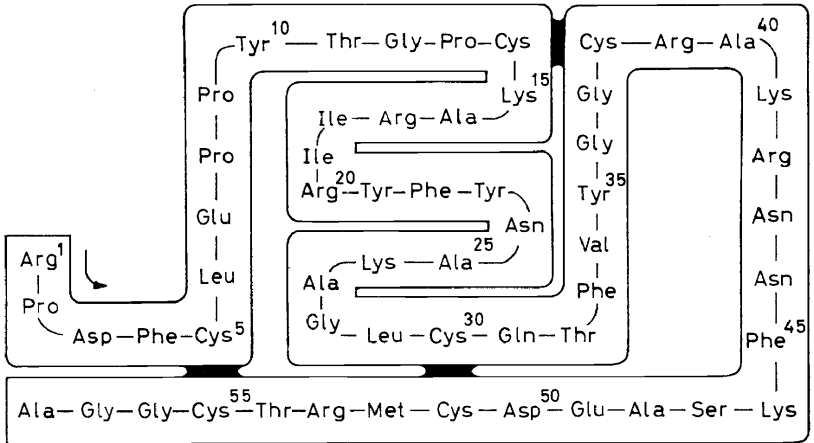 Tyr10 — Thr — Gly — Pro — Cys Cys — Arg — Ala40
Pro Lys15 Gly Lys
Ile — Arg — Ala
Pro Ile Gly Arg
Arg20 — Tyr — Phe — Tyr Tyr35
Glu Asn Asn
Arg1 Lys — Ala25 Val
Leu Ala Phe Asn
Pro Gly
Asp — Phe — Cys5 Leu — Cys30 — Gln — Thr Phe45
Ala — Gly — Gly — Cys55 — Thr — Arg — Met — Cys — Asp50 — Glu — Ala — Ser — Lys